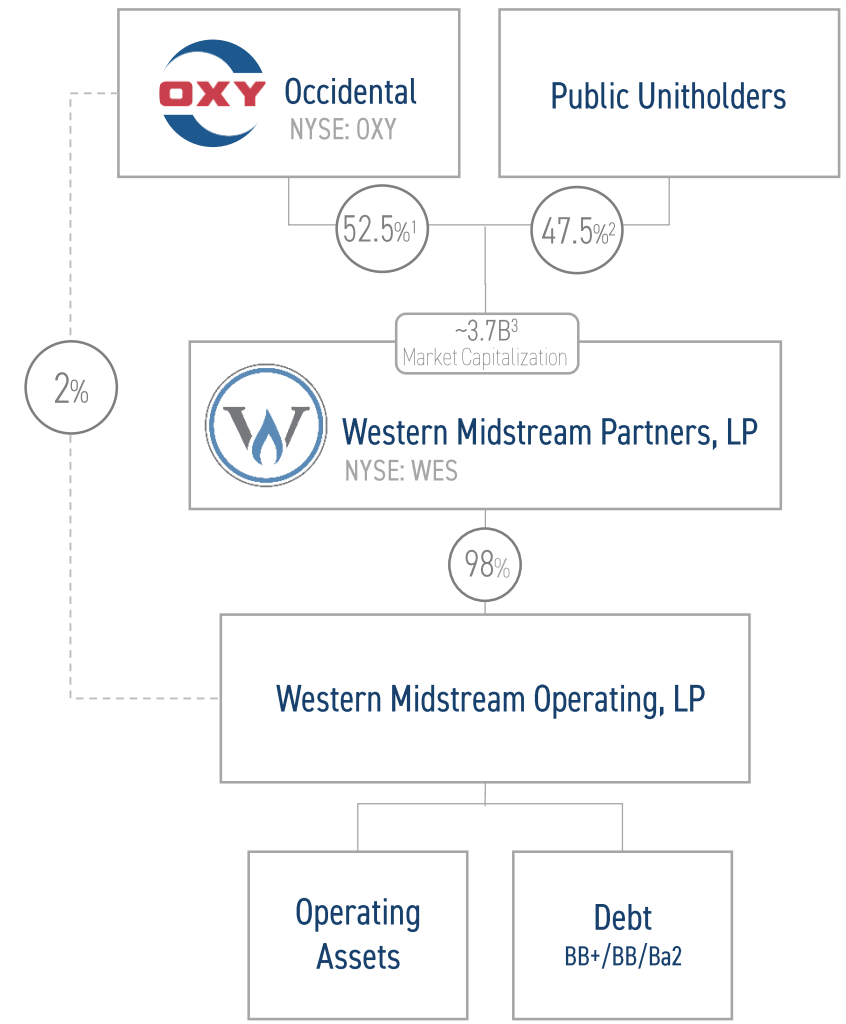 OXY
Occidental
NYSE: OXY
Public Unitholders
52.5%¹
47.5%²
~3.7B³
Market Capitalization
2%
W
Western Midstream Partners, LP
NYSE: WES
98%
Western Midstream Operating, LP
Operating
Assets
Debt
BB+/BB/Ba2